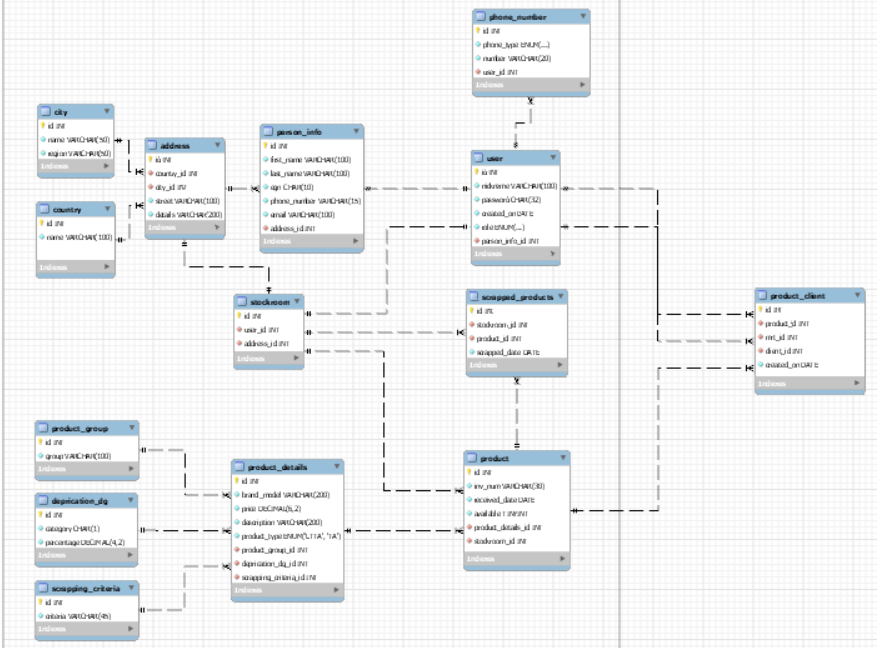 phone_number
id INT
phone_type ENUM(...)
number VARCHAR(20)
user_id INT
Indexes
city
id INT
name VARCHAR(50)
region VARCHAR(50)
Indexes
country
id INT
name VARCHAR(100)
Indexes
address
id INT
country_id INT
city_id INT
street VARCHAR(100)
details VARCHAR(200)
Indexes
person_info
id INT
first_name VARCHAR(100)
last_name VARCHAR(100)
egn CHAR(10)
phone_number VARCHAR(15)
email VARCHAR(100)
address_id INT
Indexes
user
id INT
nickname VARCHAR(100)
password CHAR(32)
created_on DATE
role ENUM(...)
person_info_id INT
Indexes
stockroom
id INT
user_id INT
address_id INT
Indexes
scrapped_products
id INT
stockroom_id INT
product_id INT
scrapped_date DATE
Indexes
product_client
id INT
product_id INT
mrt_id INT
client_id INT
created_on DATE
Indexes
product_group
id INT
group VARCHAR(100)
Indexes
deprication_dg
id INT
category CHAR(1)
percentage DECIMAL(4,2)
Indexes
scrapping_criteria
id INT
criteria VARCHAR(45)
Indexes
product_details
id INT
brand_model VARCHAR(200)
price DECIMAL(6,2)
description VARCHAR(200)
product_type ENUM('LTTA', 'TA')
product_group_id INT
deprication_dg_id INT
scrapping_criteria_id INT
Indexes
product
id INT
inv_num VARCHAR(30)
received_date DATE
available TINYINT
product_details_id INT
stockroom_id INT
Indexes